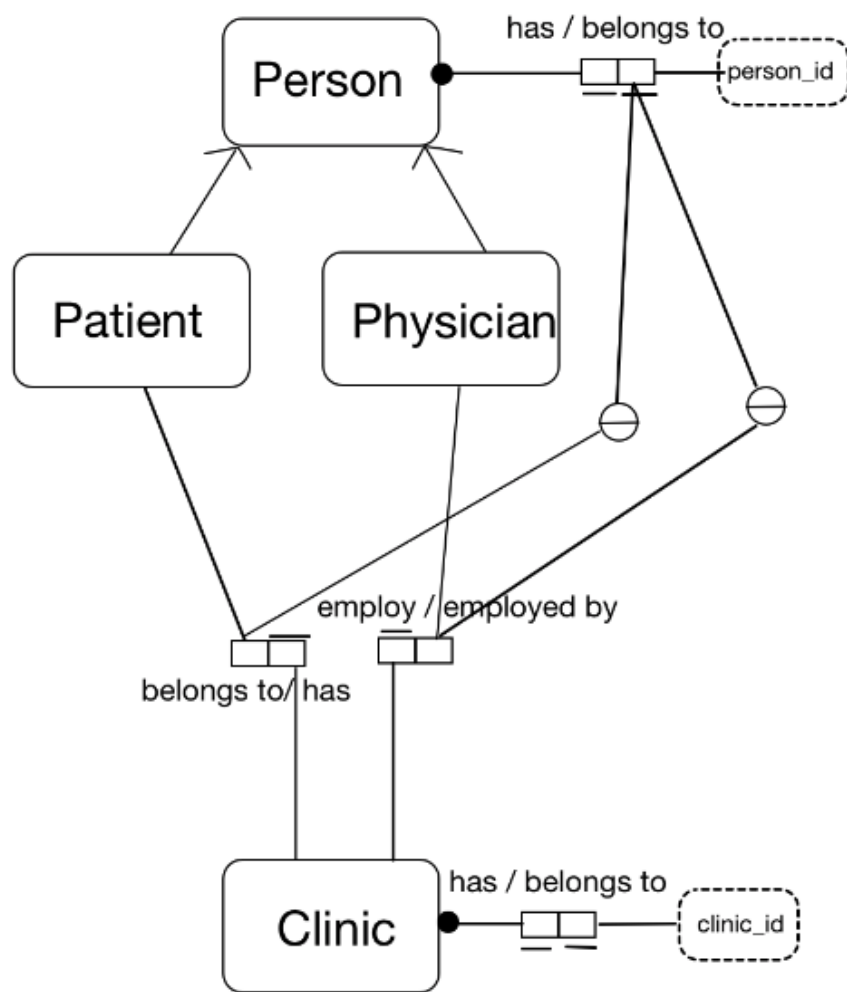 has / belongs to
Person
person_id
Patient
Physician
employ / employed by
belongs to/ has
has / belongs to
Clinic
clinic_id